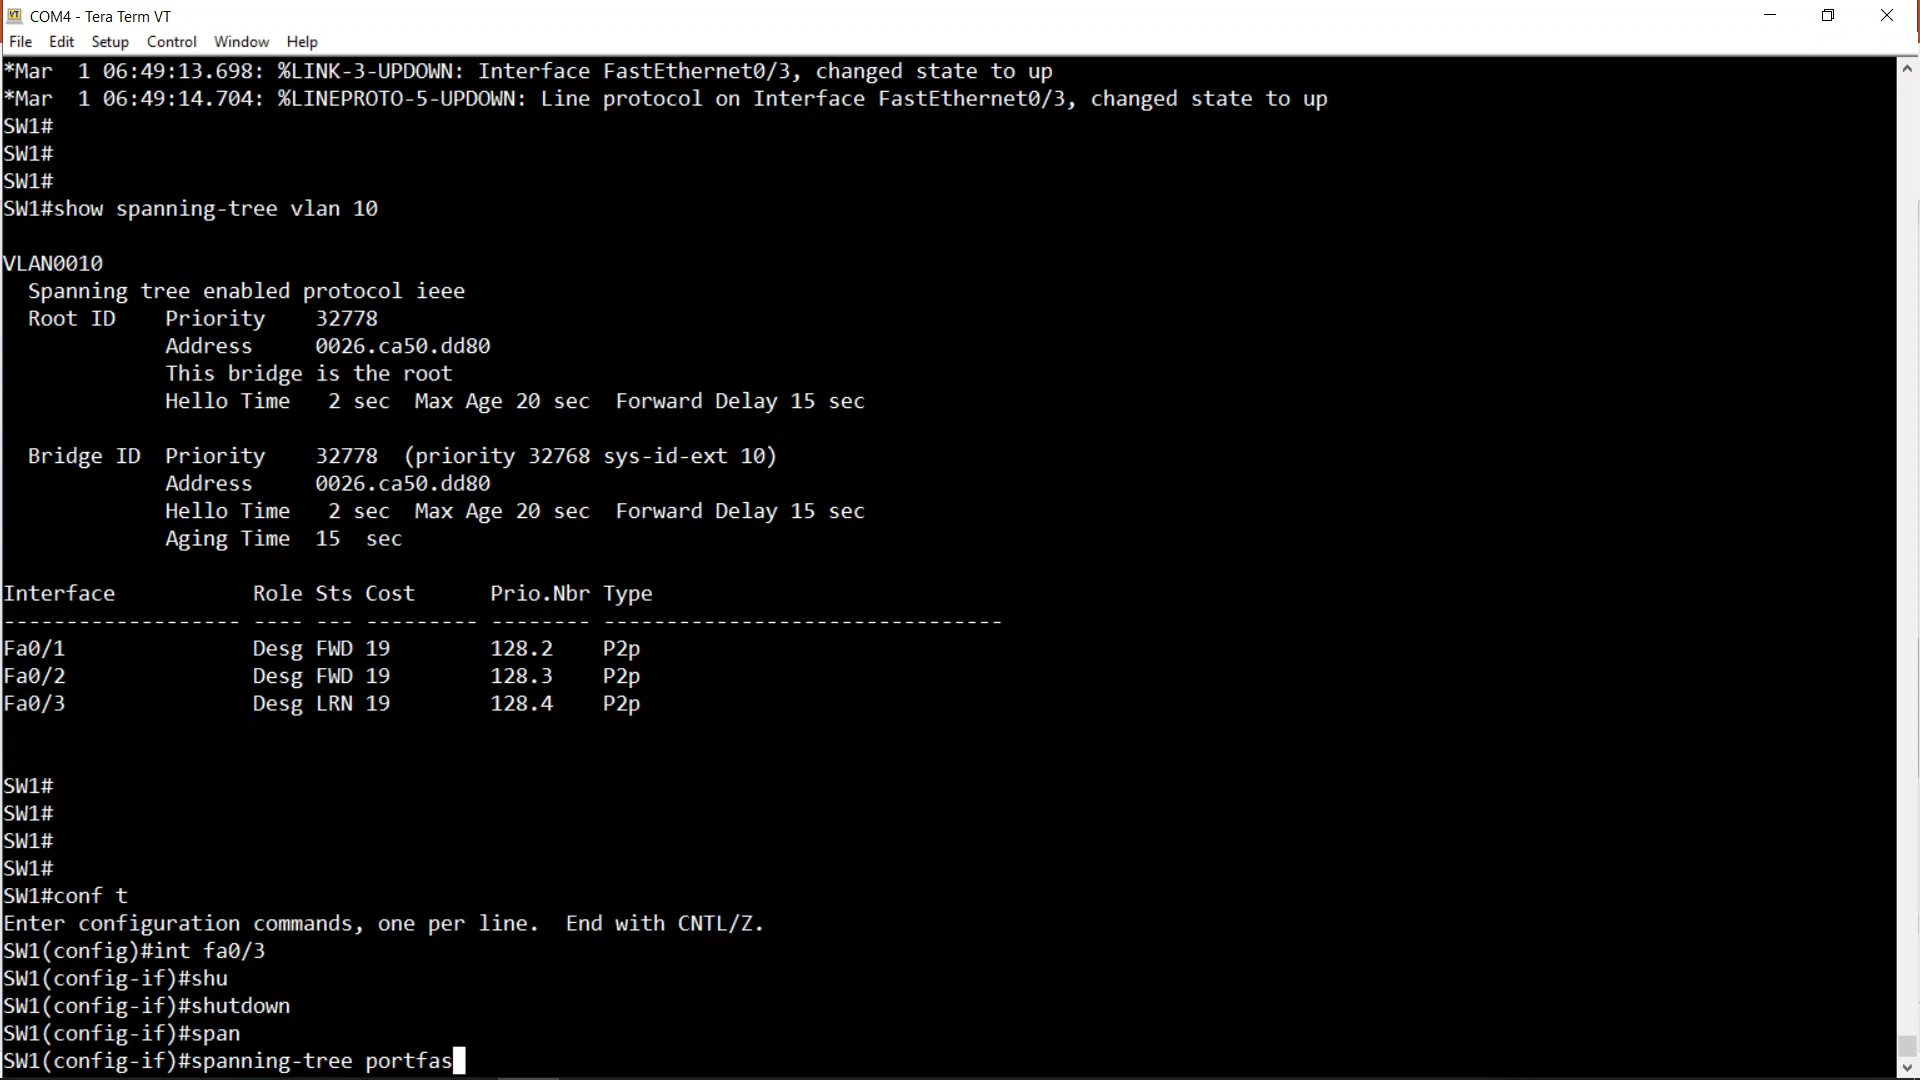 COM4 - Tera Term VT
File Edit Setup Control Window Help
*Mar  1 06:49:13.698: %LINK-3-UPDOWN: Interface FastEthernet0/3, changed state to up
*Mar  1 06:49:14.704: %LINEPROTO-5-UPDOWN: Line protocol on Interface FastEthernet0/3, changed state to up
SW1#
SW1#
SW1#
SW1#show spanning-tree vlan 10
VLAN0010
  Spanning tree enabled protocol ieee
  Root ID    Priority    32778
             Address     0026.ca50.dd80
             This bridge is the root
             Hello Time   2 sec  Max Age 20 sec  Forward Delay 15 sec
  Bridge ID  Priority    32778  (priority 32768 sys-id-ext 10)
             Address     0026.ca50.dd80
             Hello Time   2 sec  Max Age 20 sec  Forward Delay 15 sec
             Aging Time  15  sec
Interface           Role Sts Cost      Prio.Nbr Type
------------------- ---- --- --------- -------- --------------------------------
Fa0/1               Desg FWD 19        128.2    P2p
Fa0/2               Desg FWD 19        128.3    P2p
Fa0/3               Desg LRN 19        128.4    P2p
SW1#
SW1#
SW1#
SW1#
SW1#conf t
Enter configuration commands, one per line.  End with CNTL/Z.
SW1(config)#int fa0/3
SW1(config-if)#shu
SW1(config-if)#shutdown
SW1(config-if)#span
SW1(config-if)#spanning-tree portfas